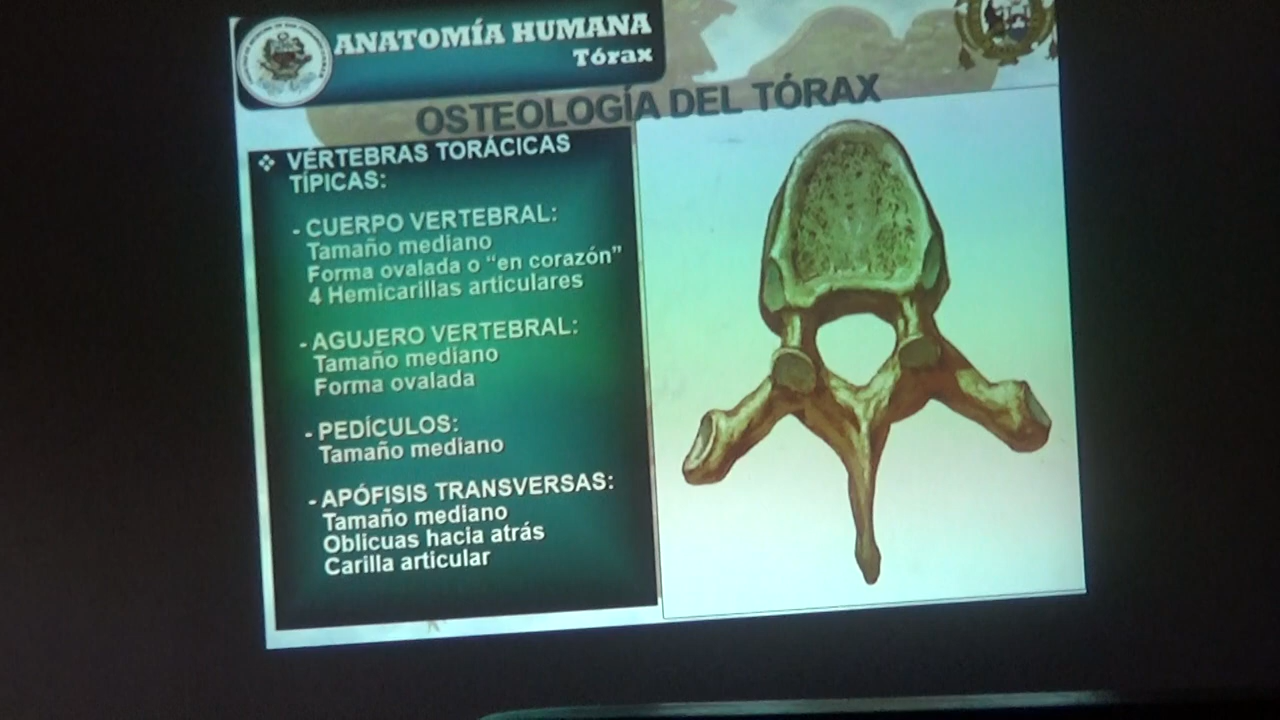 ANATOMÍA HUMANA
Tórax
OSTEOLOGÍA DEL TÓRAX
❖ VÉRTEBRAS TORÁCICAS
TÍPICAS:
- CUERPO VERTEBRAL:
Tamaño mediano
Forma ovalada o “en corazón”
4 Hemicarillas articulares
- AGUJERO VERTEBRAL:
Tamaño mediano
Forma ovalada
- PEDÍCULOS:
Tamaño mediano
- APÓFISIS TRANSVERSAS:
Tamaño mediano
Oblicuas hacia atrás
Carilla articular